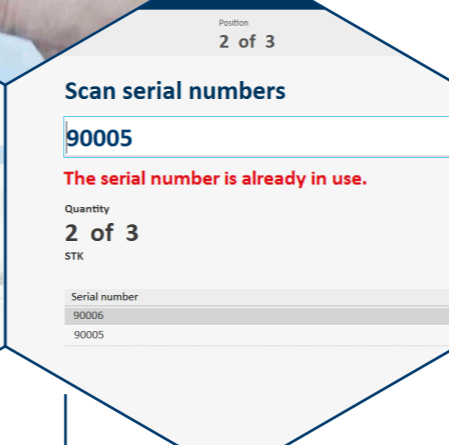 Position
2 of 3
Scan serial numbers
90005
The serial number is already in use.
Quantity
2 of 3
STK
Serial number
90006
90005